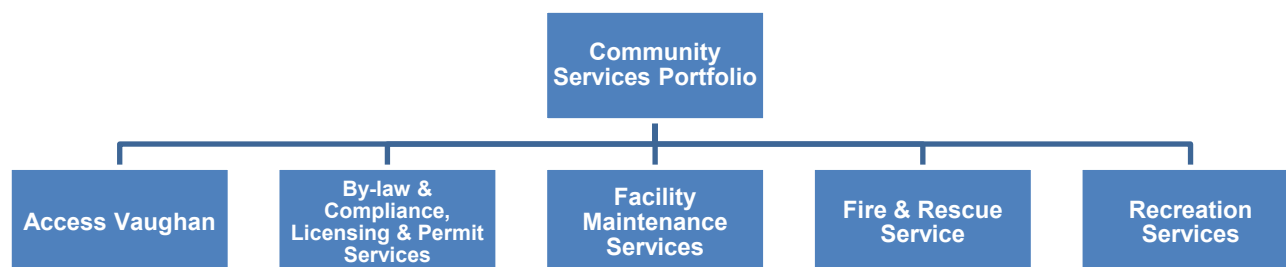 Community
Services Portfolio
Access Vaughan
By-law &
Compliance,
Licensing & Permit
Services
Facility
Maintenance
Services
Fire & Rescue
Service
Recreation
Services